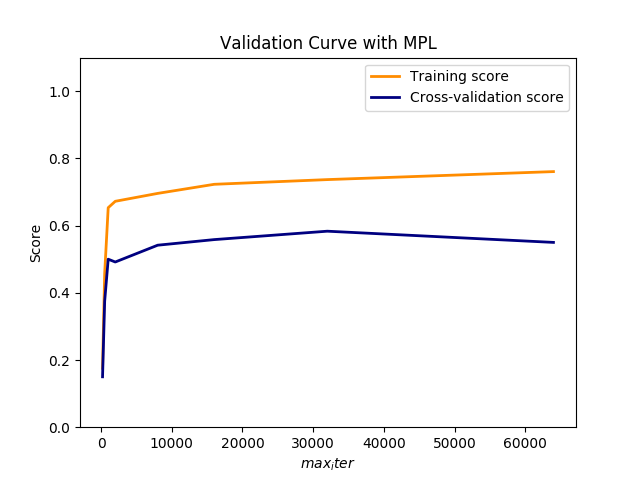 Validation Curve with MPL
Training score
Cross-validation score
1.0
0.8
0.6
0.4
0.2
0.0
Score
0 10000 20000 30000 40000 50000 60000
maxᵢter